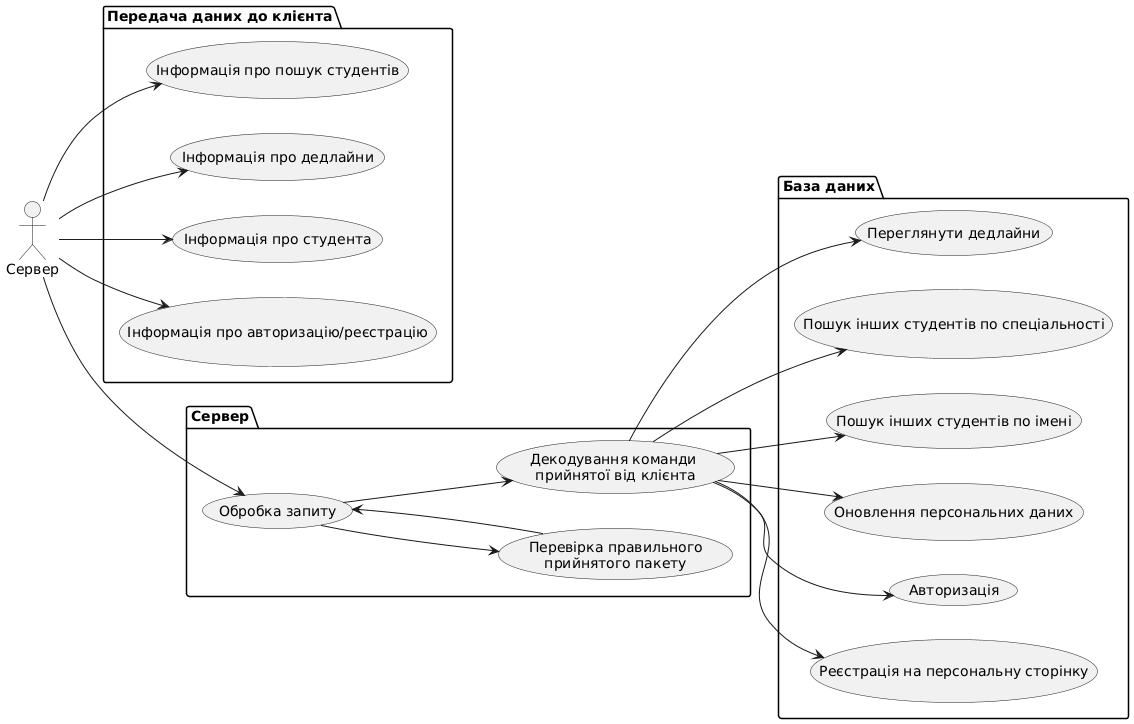 Передача даних до клієнта
Інформація про пошук студентів
Інформація про дедлайни
Інформація про студента
Інформація про авторизацію/реєстрацію
Сервер
Сервер
Обробка запиту
Декодування команди
прийнятої від клієнта
Перевірка правильного
прийнятого пакету
База даних
Переглянути дедлайни
Пошук інших студентів по спеціальності
Пошук інших студентів по імені
Оновлення персональних даних
Авторизація
Реєстрація на персональну сторінку